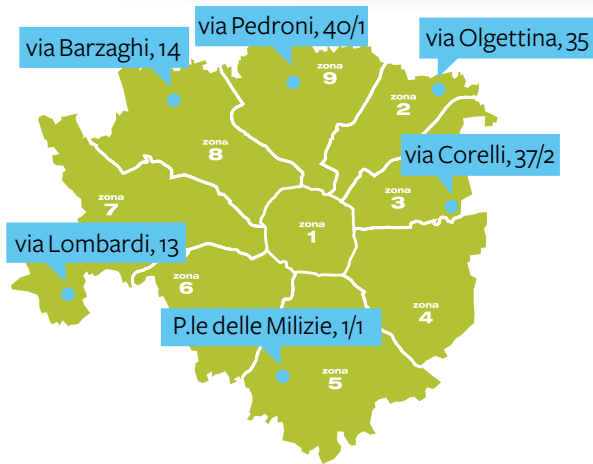 via Pedroni, 40/1
via Olgettina, 35
via Barzaghi, 14
zona
9
zona
2
zona
8
via Corelli, 37/2
zona
3
zona
7
zona
1
via Lombardi, 13
zona
6
zona
4
P.le delle Milizie, 1/1
zona
5